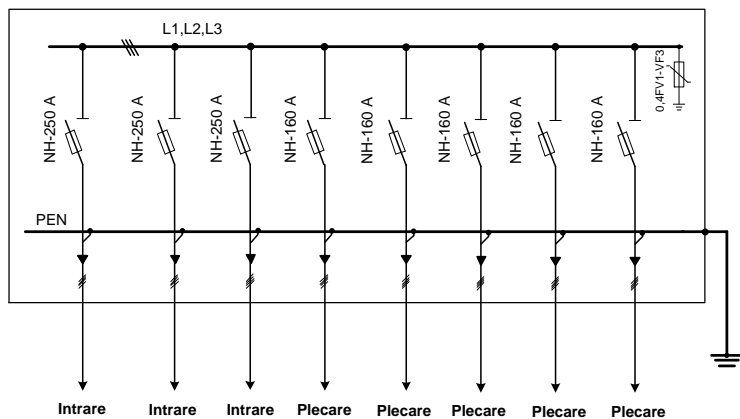 L1,L2,L3
NH-250 A
NH-250 A
NH-250 A
NH-160 A
NH-160 A
NH-160 A
NH-160 A
NH-160 A
0,4FV1-VF3
PEN
Intrare Intrare Intrare Plecare Plecare Plecare Plecare Plecare